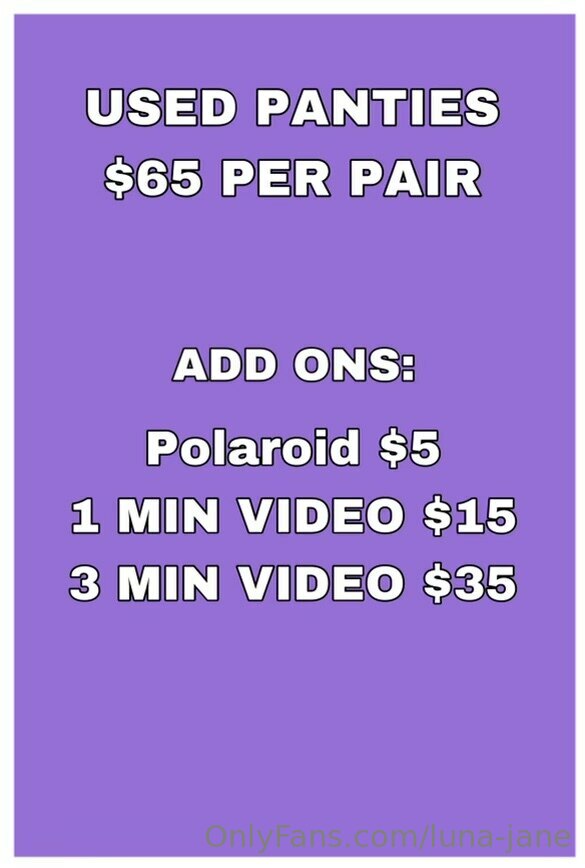 USED PANTIES
$65 PER PAIR
ADD ONS:
Polaroid $5
1 MIN VIDEO $15
3 MIN VIDEO $35
OnlyFans.com/luna-jane